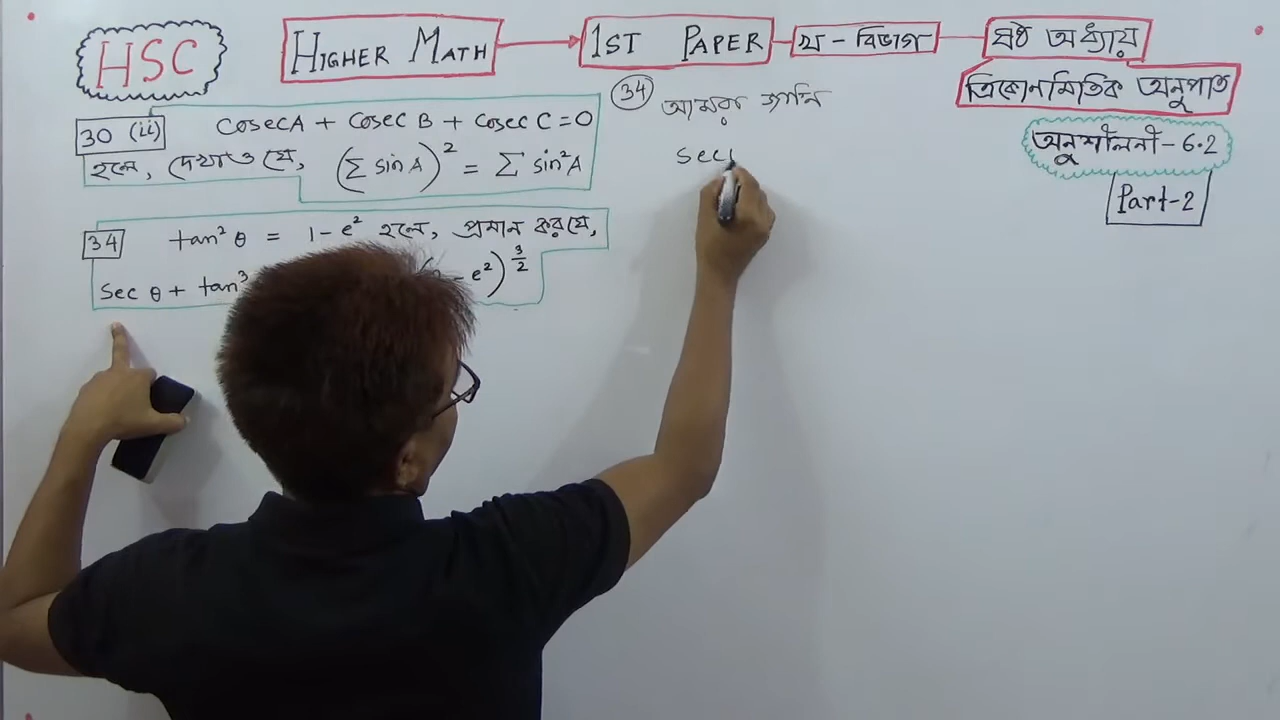 HSC
HIGHER MATH
1ST PAPER
খ - বিভাগ
ষষ্ঠ অধ্যায়
ত্রিকোনমিতিক অনুপাত
অনুশীলনী - 6.2
Part-2
30 (ii) cosecA + cosec B + cosec C = 0
হলে, দেখাও যে, (∑ sin A)² = ∑ sin²A
34 tan² θ = 1 - e² হলে, প্রমান কর যে,
sec θ + tan³ - e²)^(3/2)
34 আমরা জানি
sec